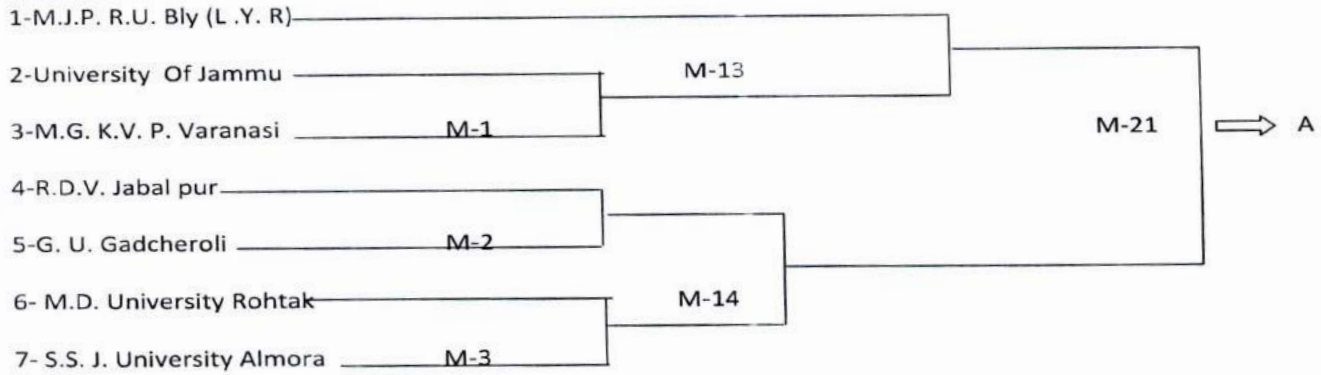 1-M.J.P. R.U. Bly (L .Y. R)
2-University Of Jammu
M-13
3-M.G. K.V. P. Varanasi
M-1
M-21
A
4-R.D.V. Jabal pur
5-G. U. Gadcheroli
M-2
6- M.D. University Rohtak
M-14
7- S.S. J. University Almora
M-3